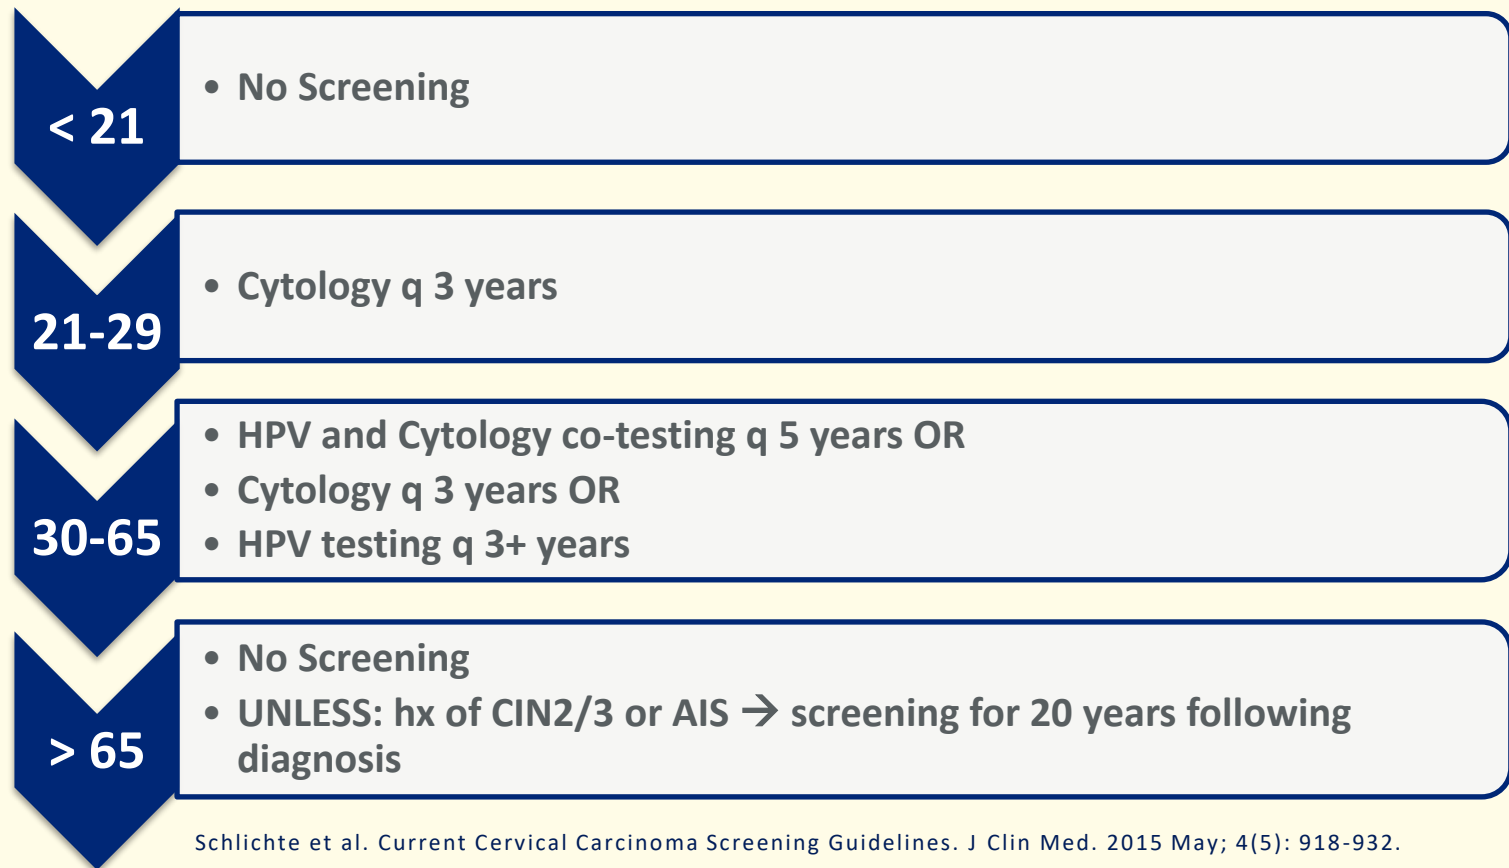 < 21
• No Screening
21-29
• Cytology q 3 years
30-65
• HPV and Cytology co-testing q 5 years OR
• Cytology q 3 years OR
• HPV testing q 3+ years
> 65
• No Screening
• UNLESS: hx of CIN2/3 or AIS → screening for 20 years following
diagnosis
Schlichte et al. Current Cervical Carcinoma Screening Guidelines. J Clin Med. 2015 May; 4(5): 918-932.